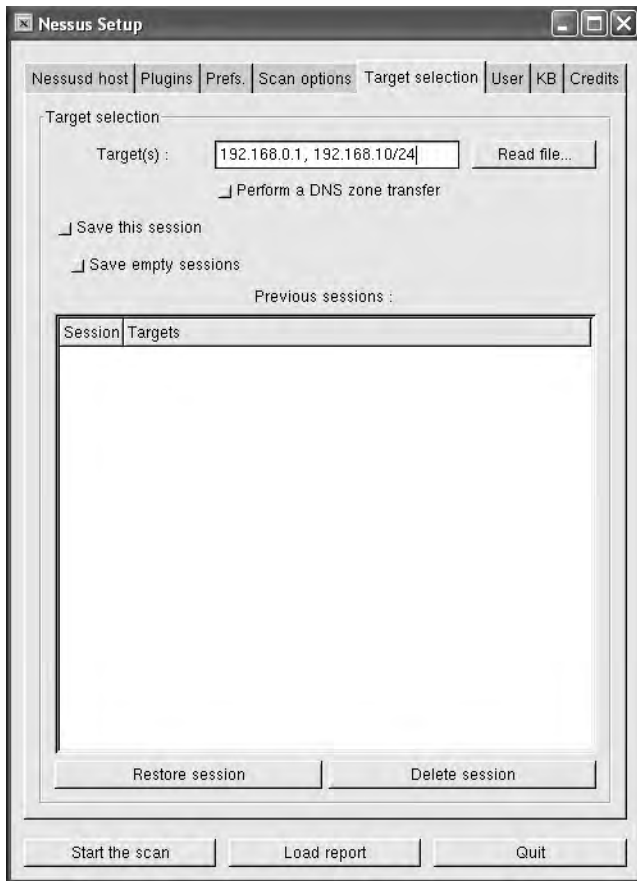 Nessus Setup
Nessusd host Plugins Prefs. Scan options Target selection User KB Credits
Target selection
Target(s) : 192.168.0.1, 192.168.10/24 Read file...
Perform a DNS zone transfer
Save this session
Save empty sessions
Previous sessions :
Session Targets
Restore session Delete session
Start the scan Load report Quit